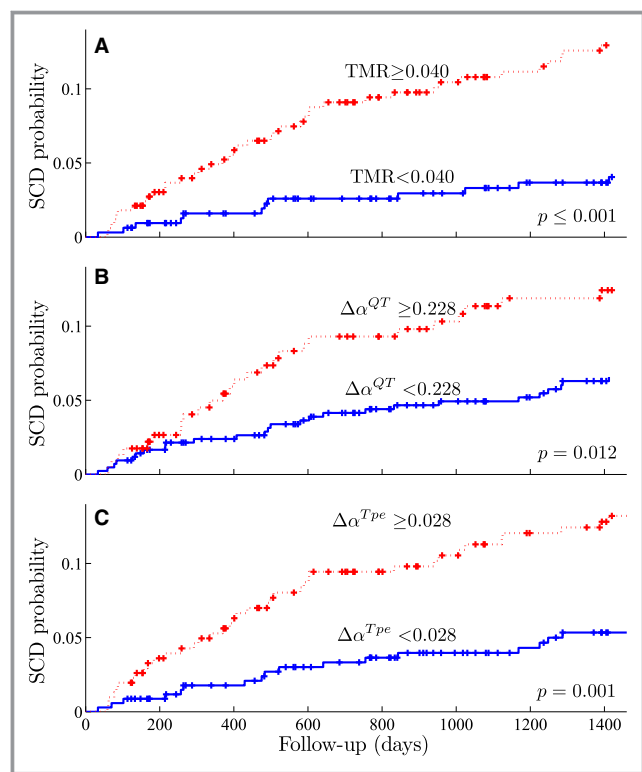 A
TMR≥0.040
0.1
SCD probability
0.05
TMR<0.040
p ≤ 0.001
0
B
Δα^QT ≥0.228
0.1
SCD probability
Δα^QT <0.228
0.05
p = 0.012
0
C
Δα^Tpe ≥0.028
0.1
SCD probability
0.05
Δα^Tpe <0.028
p = 0.001
0
0 200 400 600 800 1000 1200 1400
Follow-up (days)